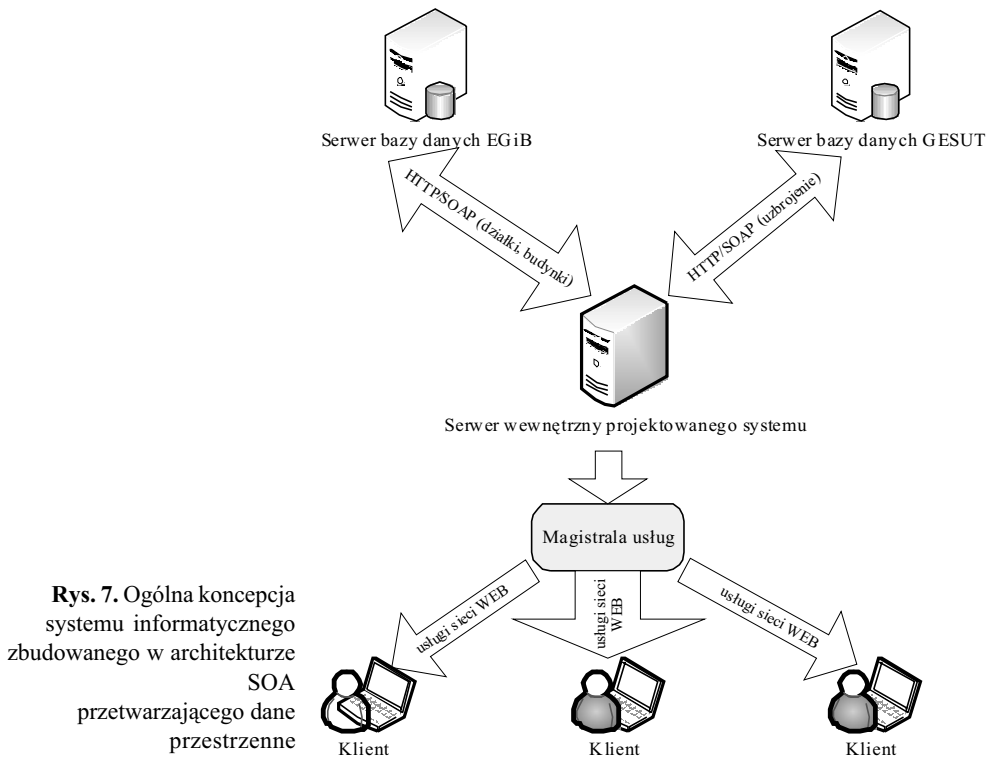 Serwer bazy danych EGiB
Serwer bazy danych GESUT
HTTP/SOAP (działki, budynki)
HTTP/SOAP (uzbrojenie)
Serwer wewnętrzny projektowanego systemu
Magistrala usług
usługi sieci WEB
usługi sieci
WEB
usługi sieci WEB
Rys. 7. Ogólna koncepcja
systemu informatycznego
zbudowanego w architekturze
SOA
przetwarzającego dane
przestrzenne
Klient
Klient
Klient